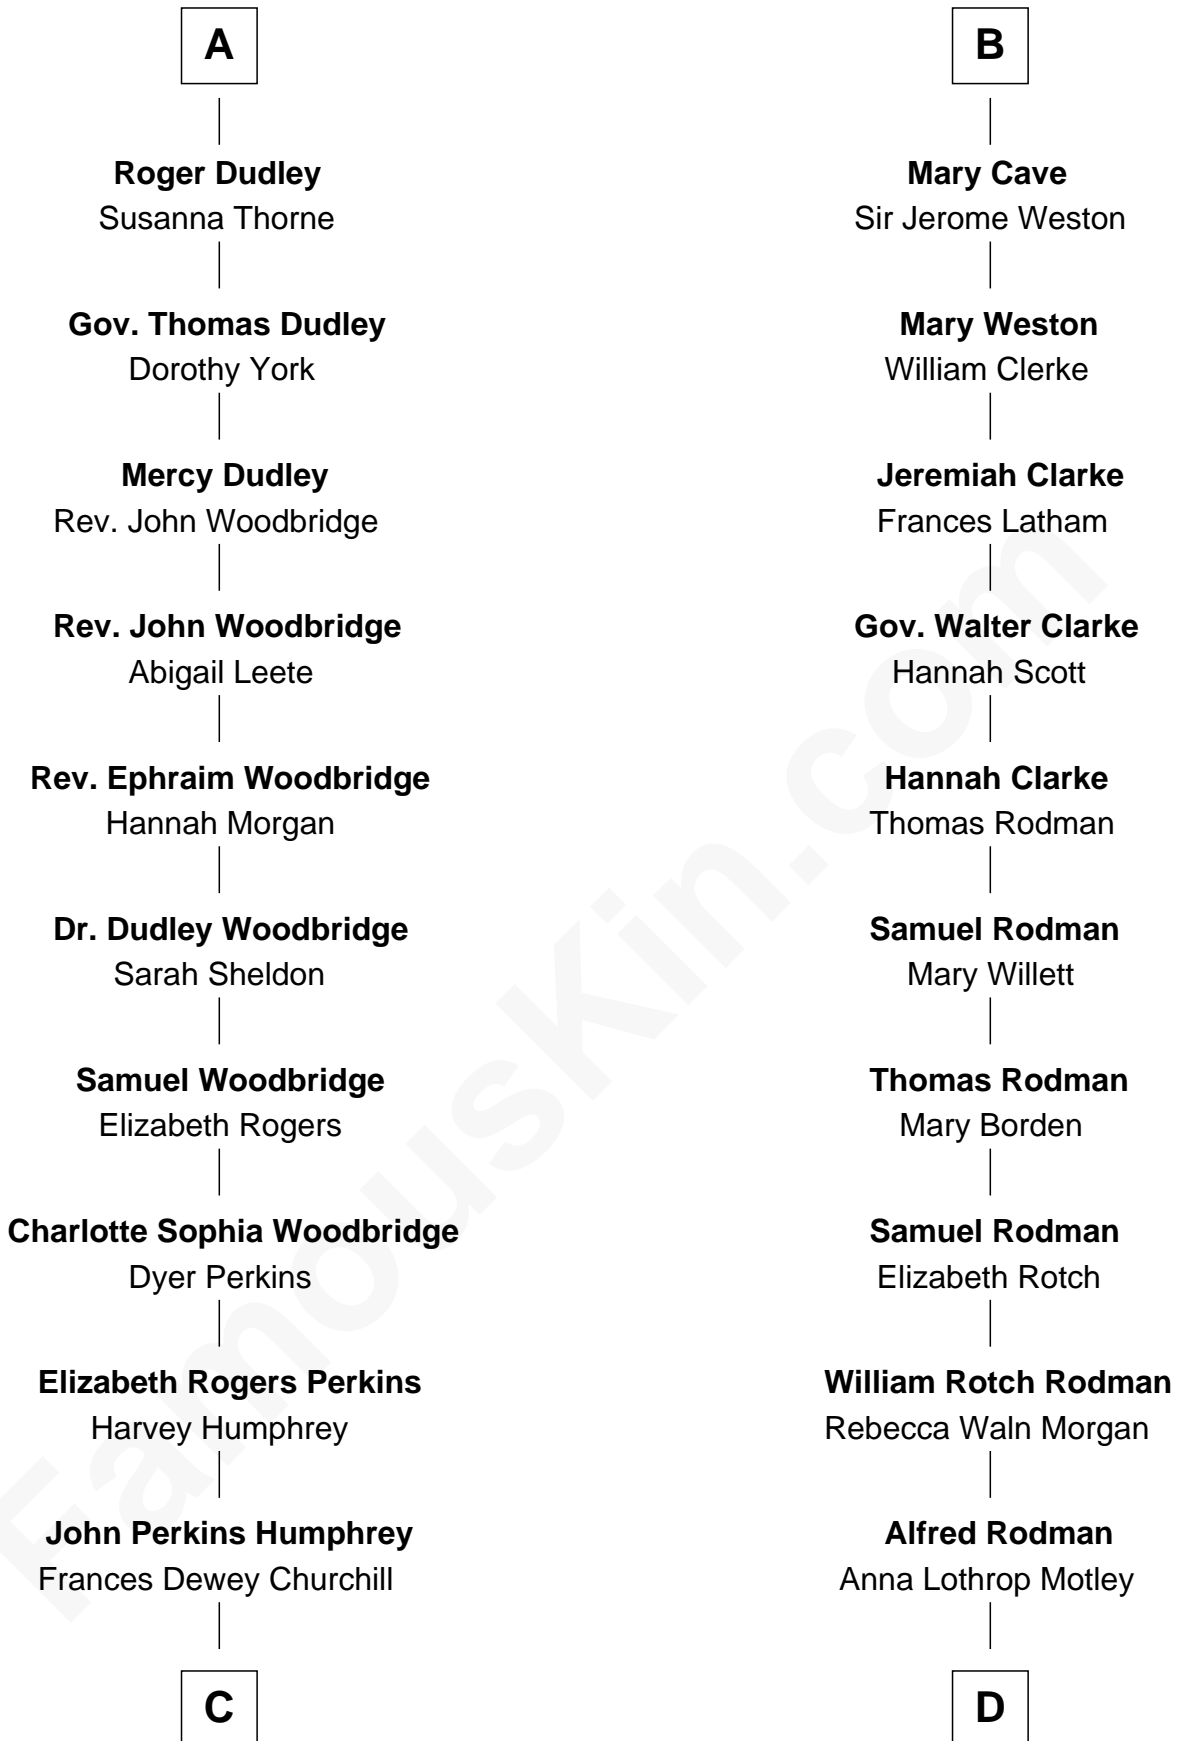 A
Roger Dudley
Susanna Thorne
Gov. Thomas Dudley
Dorothy York
Mercy Dudley
Rev. John Woodbridge
Rev. John Woodbridge
Abigail Leete
Rev. Ephraim Woodbridge
Hannah Morgan
Dr. Dudley Woodbridge
Sarah Sheldon
Samuel Woodbridge
Elizabeth Rogers
Charlotte Sophia Woodbridge
Dyer Perkins
Elizabeth Rogers Perkins
Harvey Humphrey
John Perkins Humphrey
Frances Dewey Churchill
C
B
Mary Cave
Sir Jerome Weston
Mary Weston
William Clerke
Jeremiah Clarke
Frances Latham
Gov. Walter Clarke
Hannah Scott
Hannah Clarke
Thomas Rodman
Samuel Rodman
Mary Willett
Thomas Rodman
Mary Borden
Samuel Rodman
Elizabeth Rotch
William Rotch Rodman
Rebecca Waln Morgan
Alfred Rodman
Anna Lothrop Motley
D
FamousKin.com